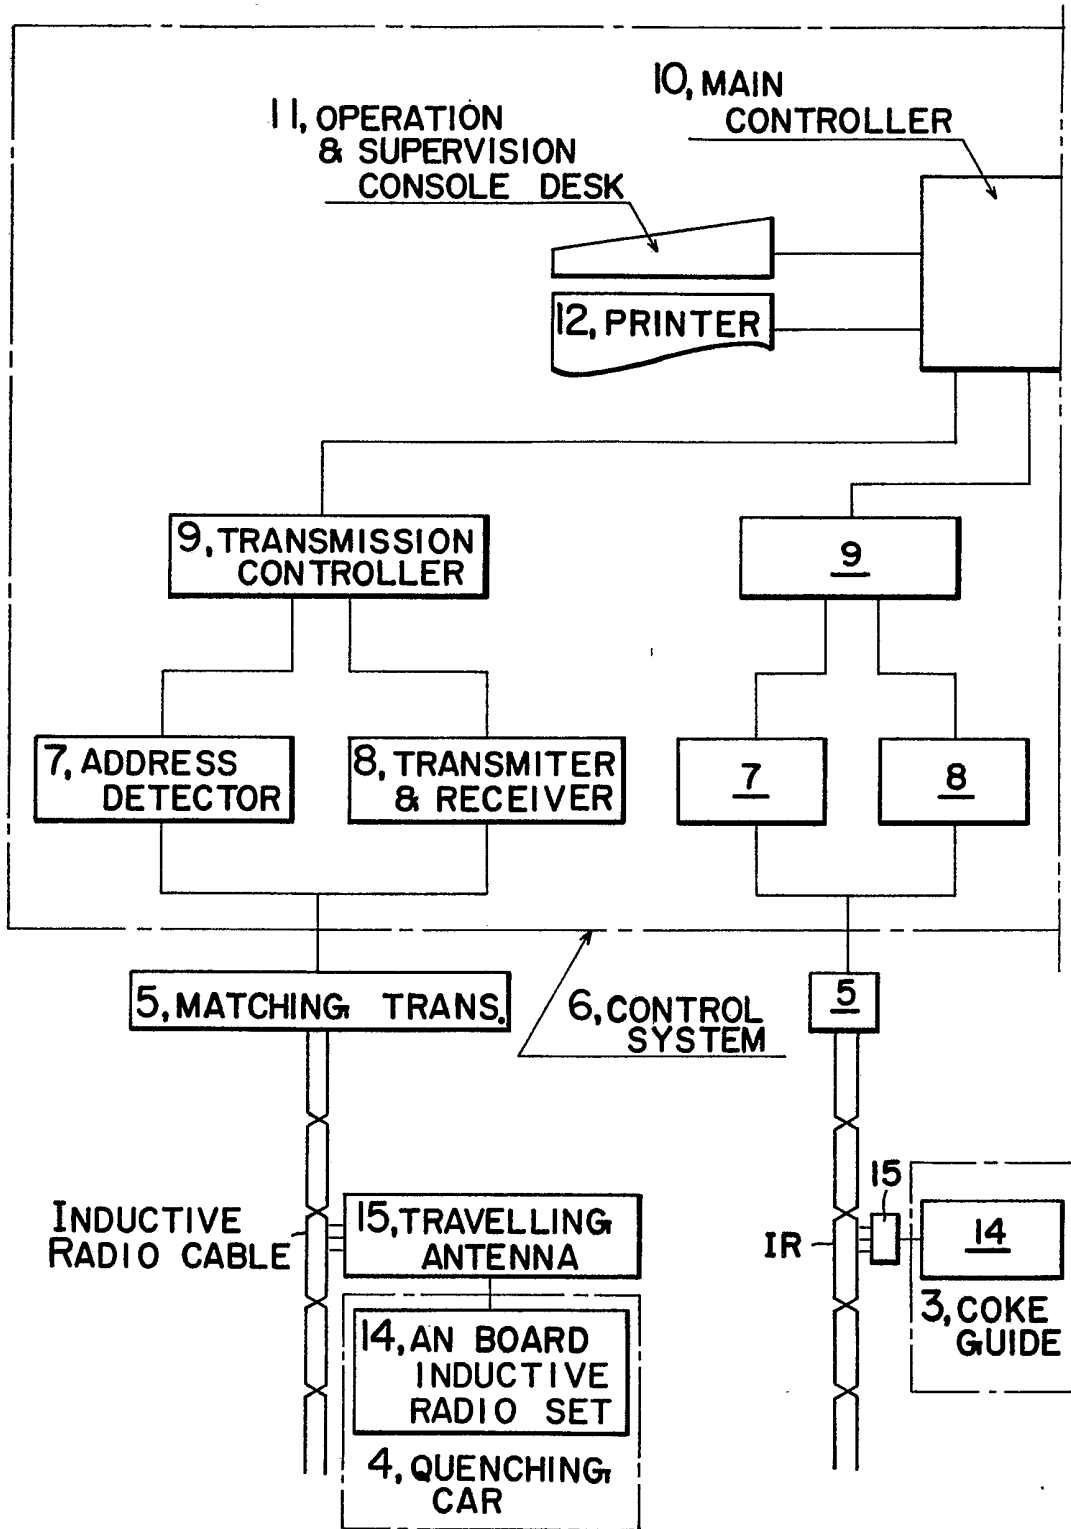 10, MAIN
CONTROLLER
11, OPERATION
& SUPERVISION
CONSOLE DESK
12, PRINTER
9, TRANSMISSION
CONTROLLER
9
7, ADDRESS
DETECTOR
8, TRANSMITER
& RECEIVER
7
8
5, MATCHING TRANS.
6, CONTROL
SYSTEM
5
INDUCTIVE
RADIO CABLE
15, TRAVELLING
ANTENNA
IR
15
14
3, COKE
GUIDE
14, AN BOARD
INDUCTIVE
RADIO SET
4, QUENCHING
CAR